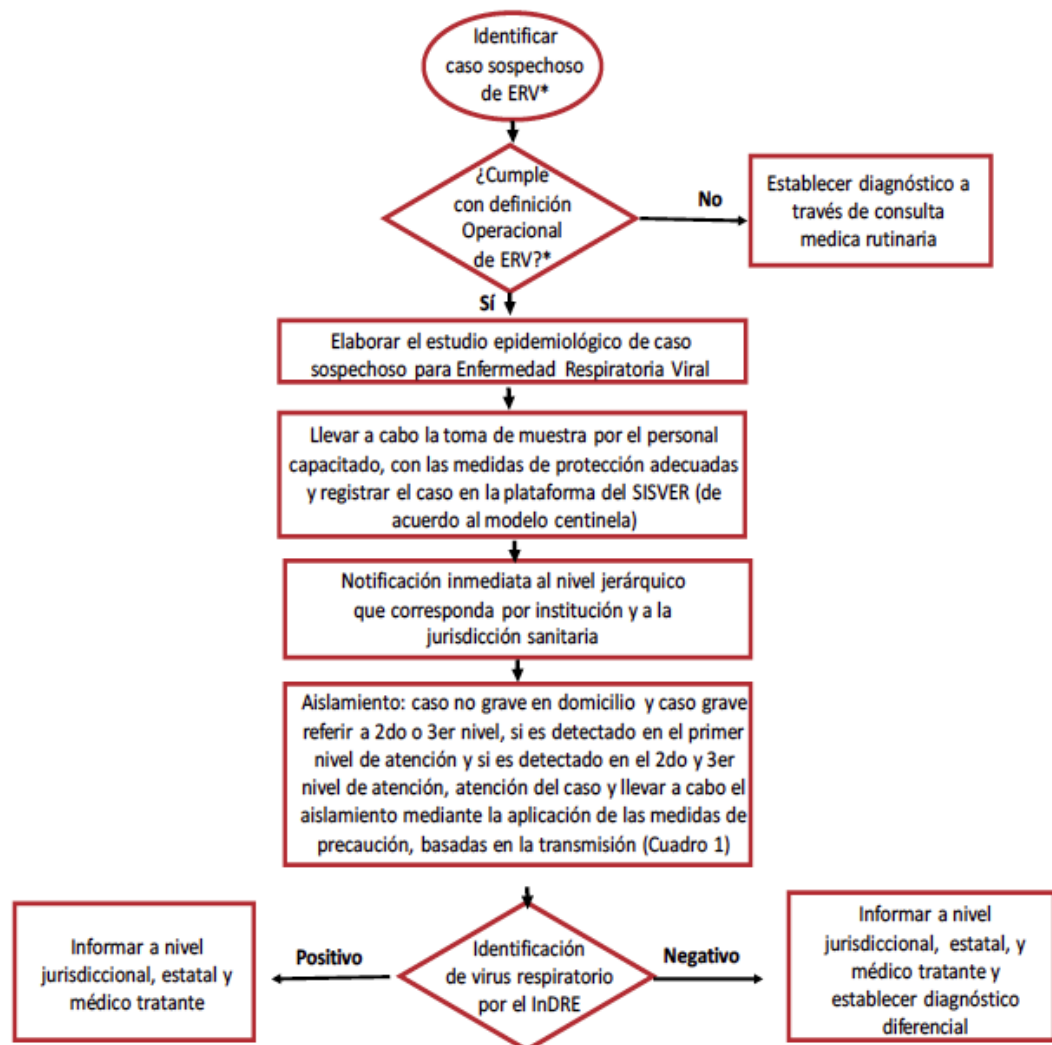 Identificar
caso sospechoso
de ERV*
¿Cumple
con definición
Operacional
de ERV?*
No
Establecer diagnóstico a
través de consulta
medica rutinaria
Sí
Elaborar el estudio epidemiológico de caso
sospechoso para Enfermedad Respiratoria Viral
Llevar a cabo la toma de muestra por el personal
capacitado, con las medidas de protección adecuadas
y registrar el caso en la plataforma del SISVER (de
acuerdo al modelo centinela)
Notificación inmediata al nivel jerárquico
que corresponda por institución y a la
jurisdicción sanitaria
Aislamiento: caso no grave en domicilio y caso grave
referir a 2do o 3er nivel, si es detectado en el primer
nivel de atención y si es detectado en el 2do y 3er
nivel de atención, atención del caso y llevar a cabo el
aislamiento mediante la aplicación de las medidas de
precaución, basadas en la transmisión (Cuadro 1)
Informar a nivel
jurisdiccional, estatal y
médico tratante
Positivo
Identificación
de virus respiratorio
por el InDRE
Negativo
Informar a nivel
jurisdiccional, estatal, y
médico tratante y
establecer diagnóstico
diferencial